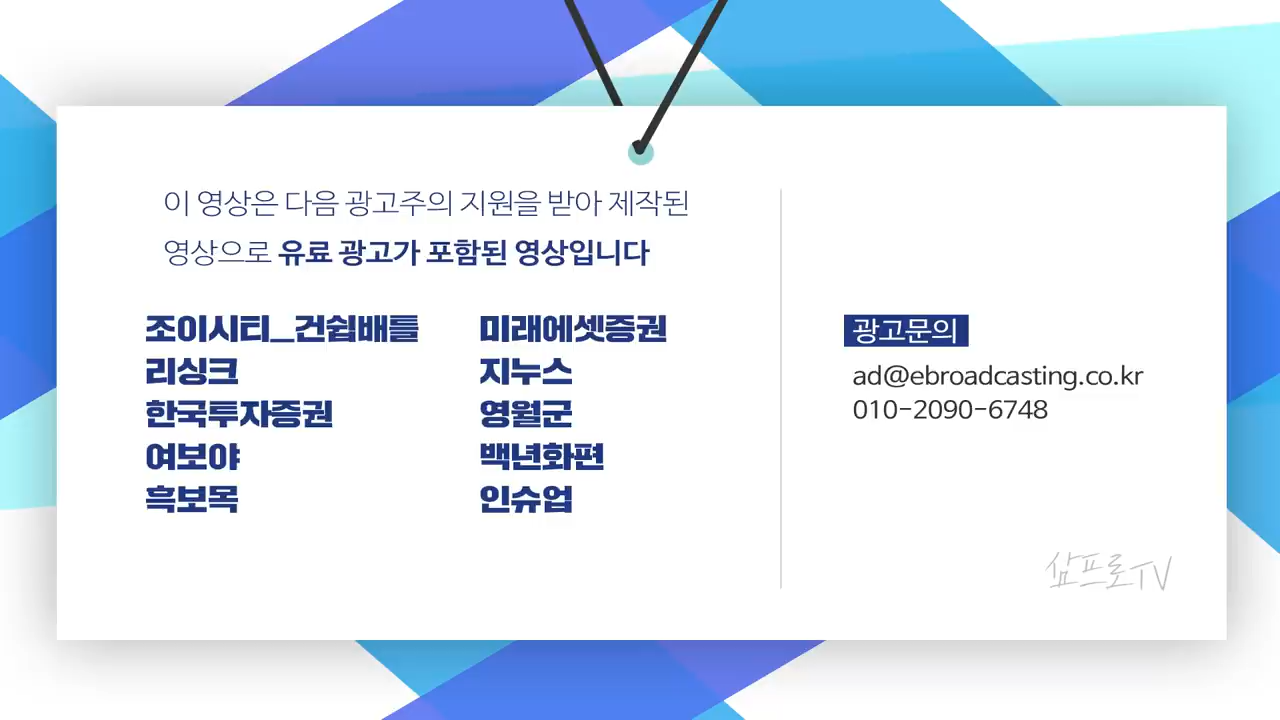 이 영상은 다음 광고주의 지원을 받아 제작된
영상으로 유료 광고가 포함된 영상입니다
조이시티_건쉽배틀
리싱크
한국투자증권
여보야
흑보목
미래에셋증권
지누스
영월군
백년화편
인슈업
광고문의
ad@ebroadcasting.co.kr
010-2090-6748
삼프로TV